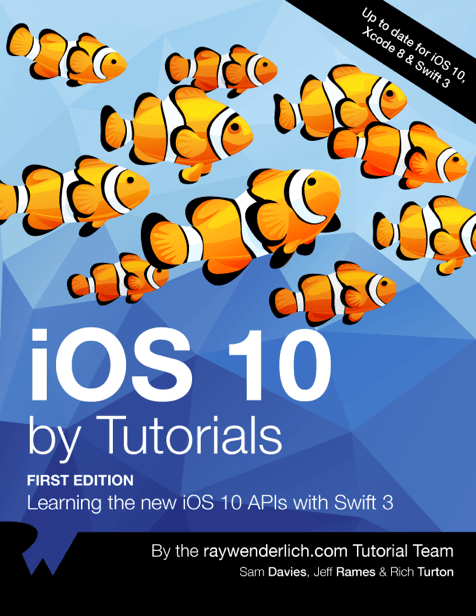 Up to date for iOS 10,
Xcode 8 & Swift 3
iOS 10
by Tutorials
FIRST EDITION
Learning the new iOS 10 APIs with Swift 3
By the raywenderlich.com Tutorial Team
Sam Davies, Jeff Rames & Rich Turton